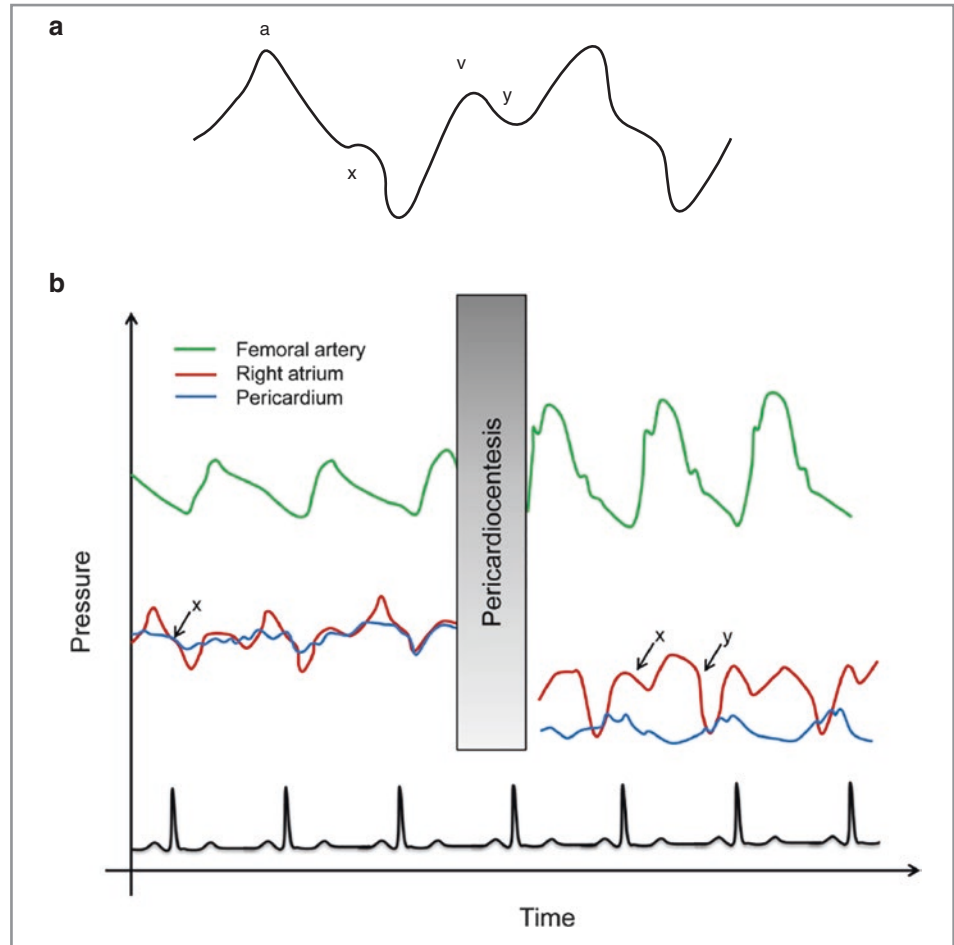 a
a
v
y
x
b
Femoral artery
Right atrium
Pericardium
Pericardiocentesis
Pressure
x
x
y
Time